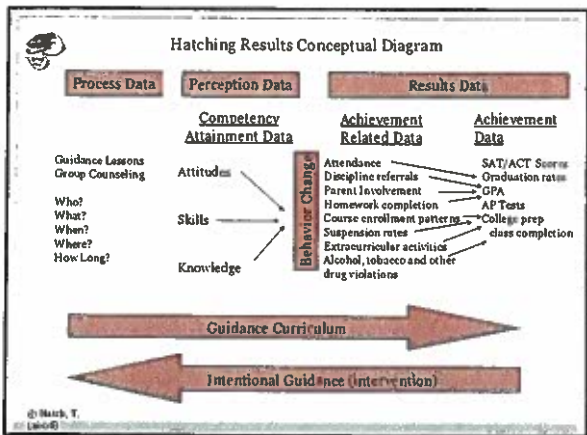 Hatching Results Conceptual Diagram
Process Data
Perception Data
Results Data
Competency
Attainment Data
Achievement
Related Data
Achievement
Data
Guidance Lessons
Group Counseling
Who?
What?
When?
Where?
How Long?
Attitudes
Skills
Knowledge
Behavior Change
Attendance
Discipline referrals
Parent Involvement
Homework completion
Course enrollment patterns
Suspension rates
Extracurricular activities
Alcohol, tobacco and other
drug violations
SAT/ACT Scores
Graduation rates
GPA
AP Tests
College prep
class completion
Guidance Curriculum
Intentional Guidance (Intervention)
© Hatch, T.